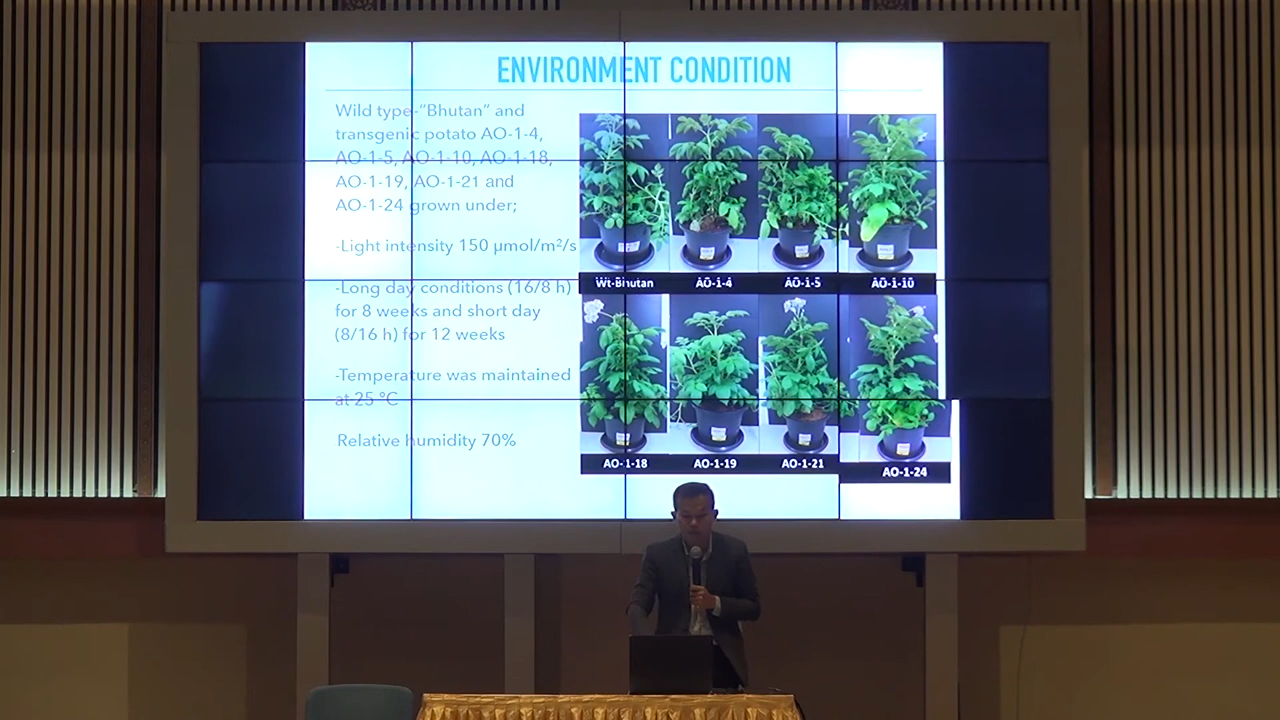 ENVIRONMENT CONDITION
Wild type-“Bhutan” and
transgenic potato AO-1-4,
AO-1-5, AO-1-10, AO-1-18,
AO-1-19, AO-1-21 and
AO-1-24 grown under;
-Light intensity 150 µmol/m²/s
-Long day conditions (16/8 h)
for 8 weeks and short day
(8/16 h) for 12 weeks
-Temperature was maintained
at 25 °C
Relative humidity 70%
Wt-Bhutan AO-1-4 AO-1-5 AO-1-10
AO-1-18 AO-1-19 AO-1-21 AO-1-24